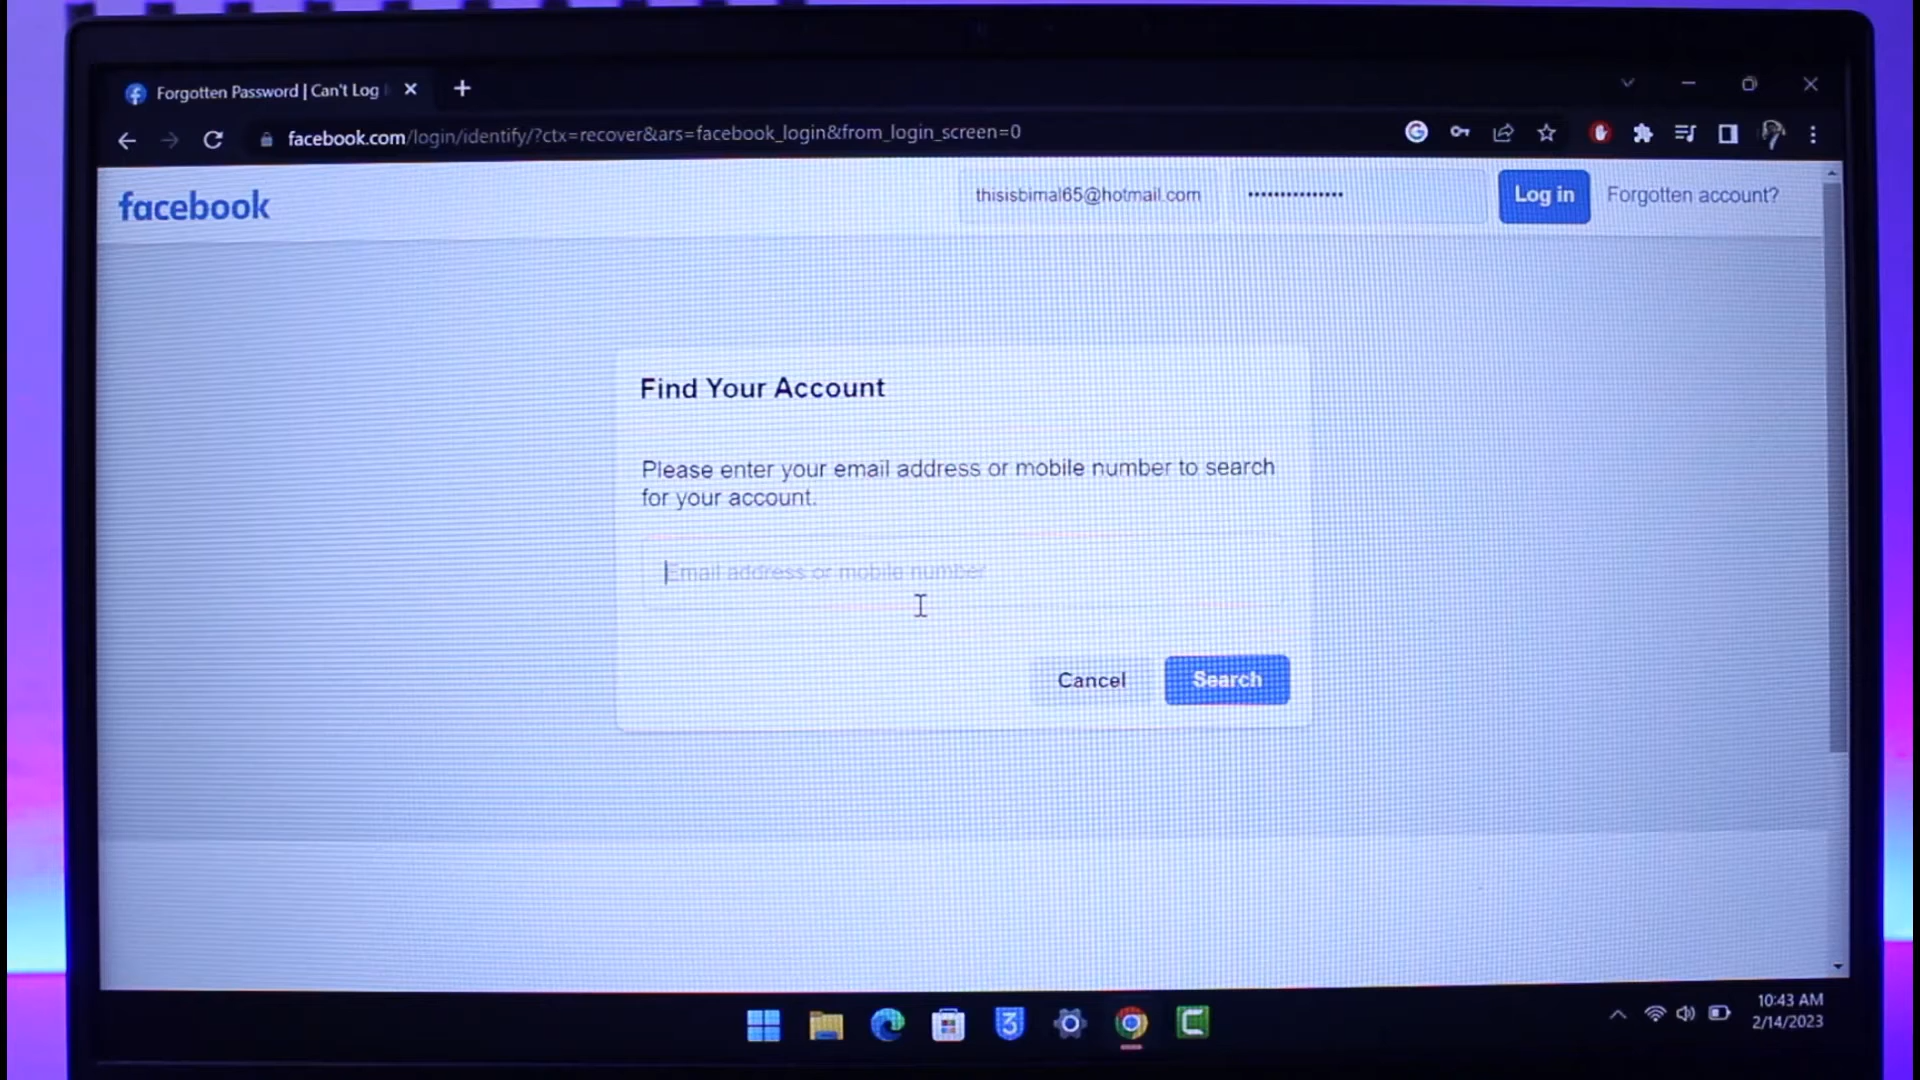 Forgotten Password | Can't Log
facebook.com/login/identify/?ctx=recover&ars=facebook_login&from_login_screen=0
facebook
thisisbimal65@hotmail.com
•••••••••••••••
Log in
Forgotten account?
Find Your Account
Please enter your email address or mobile number to search
for your account.
Email address or mobile number
Cancel
Search
10:43 AM
2/14/2023